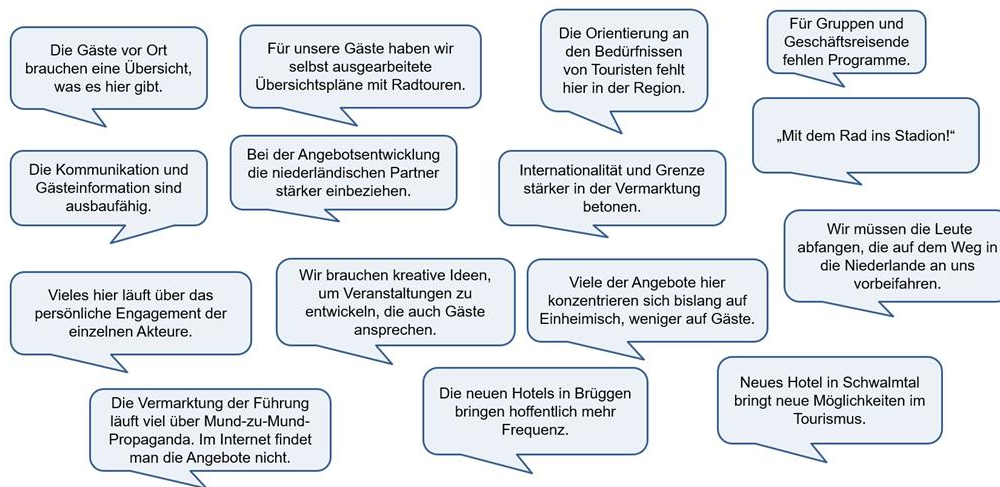 Die Gäste vor Ort
brauchen eine Übersicht,
was es hier gibt.
Für unsere Gäste haben wir
selbst ausgearbeitete
Übersichtspläne mit Radtouren.
Die Orientierung an
den Bedürfnissen
von Touristen fehlt
hier in der Region.
Für Gruppen und
Geschäftsreisende
fehlen Programme.
„Mit dem Rad ins Stadion!“
Die Kommunikation und
Gästeinformation sind
ausbaufähig.
Bei der Angebotsentwicklung
die niederländischen Partner
stärker einbeziehen.
Internationalität und Grenze
stärker in der Vermarktung
betonen.
Wir müssen die Leute
abfangen, die auf dem Weg in
die Niederlande an uns
vorbeifahren.
Vieles hier läuft über das
persönliche Engagement der
einzelnen Akteure.
Wir brauchen kreative Ideen,
um Veranstaltungen zu
entwickeln, die auch Gäste
ansprechen.
Viele der Angebote hier
konzentrieren sich bislang auf
Einheimisch, weniger auf Gäste.
Die Vermarktung der Führung
läuft viel über Mund-zu-Mund-
Propaganda. Im Internet findet
man die Angebote nicht.
Die neuen Hotels in Brüggen
bringen hoffentlich mehr
Frequenz.
Neues Hotel in Schwalmtal
bringt neue Möglichkeiten im
Tourismus.